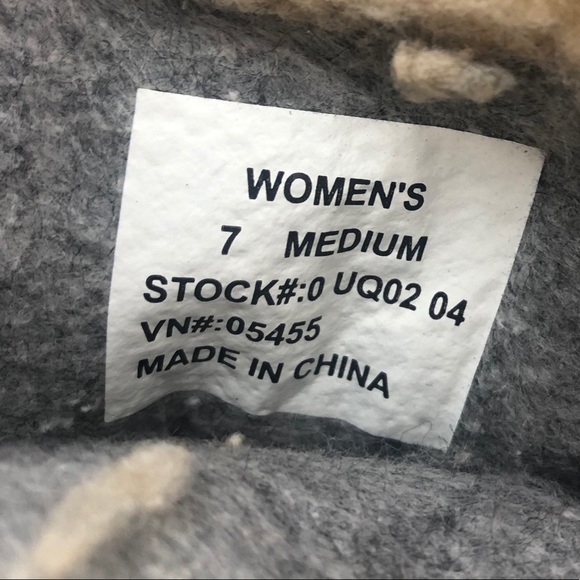 WOMEN'S
7 MEDIUM
STOCK#:0 UQ02 04
VN#:05455
MADE IN CHINA